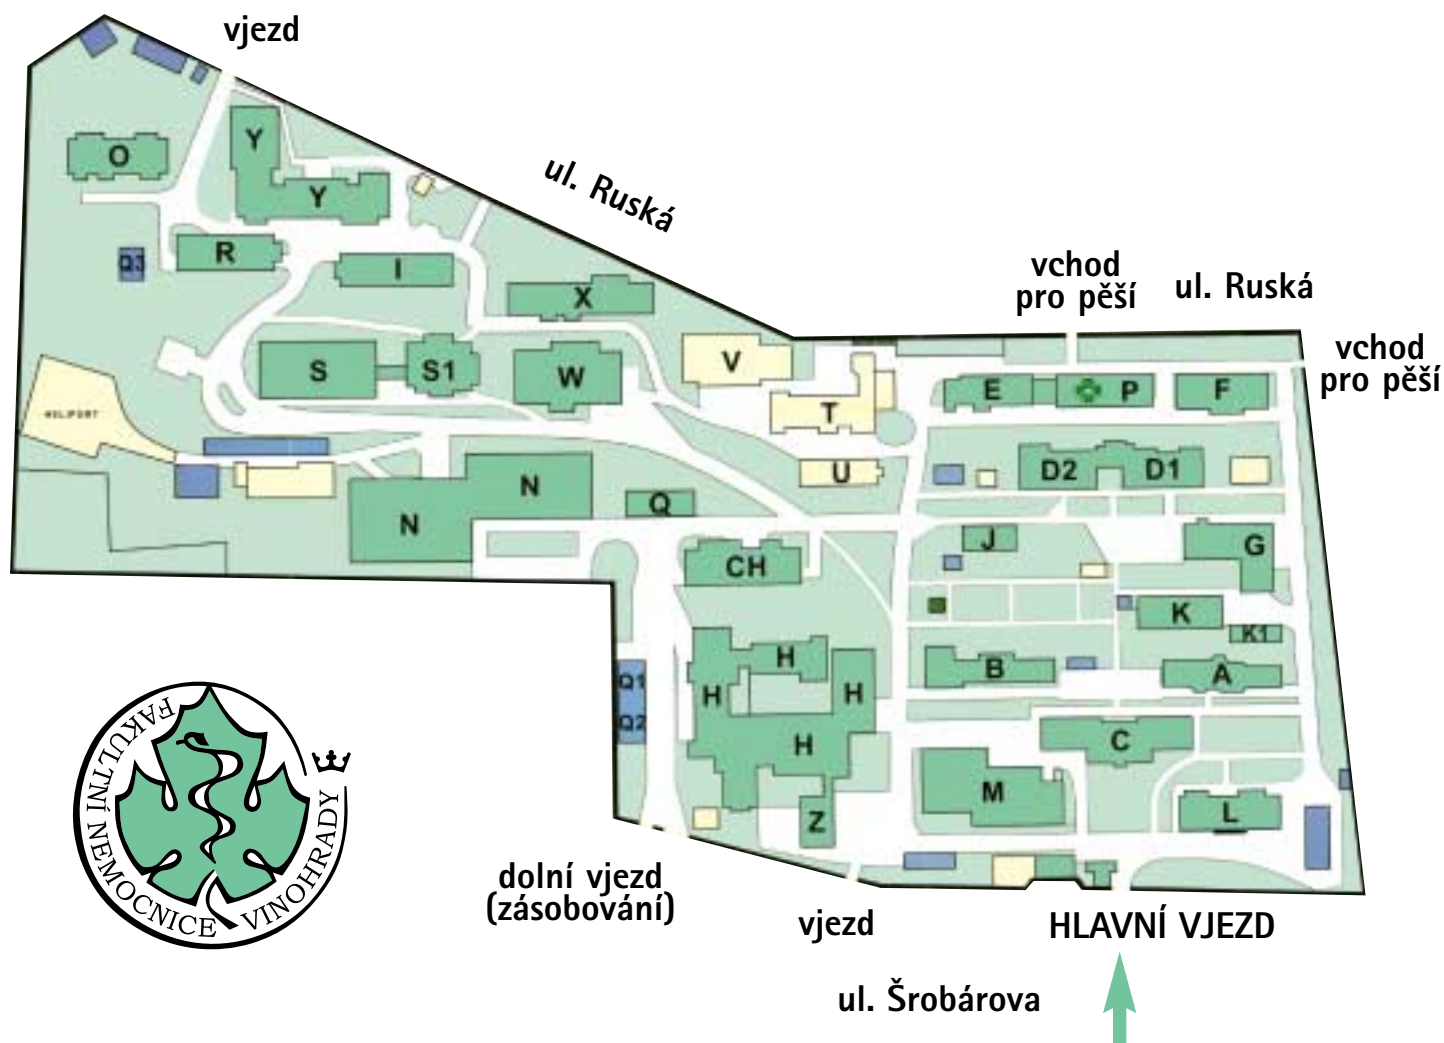 vjezd
ul. Ruská
vchod
pro pěší
ul. Ruská
vchod
pro pěší
O
Y
Y
R
Q3
I
X
S
S1
W
V
T
U
HELIPORT
E
P
F
D2
D1
N
N
Q
J
G
CH
K
K1
H
H
H
H
B
A
Q1
Q2
C
M
L
Z
FAKULTNÍ NEMOCNICE VINOHRADY
dolní vjezd
(zásobování)
vjezd
HLAVNÍ VJEZD
ul. Šrobárova